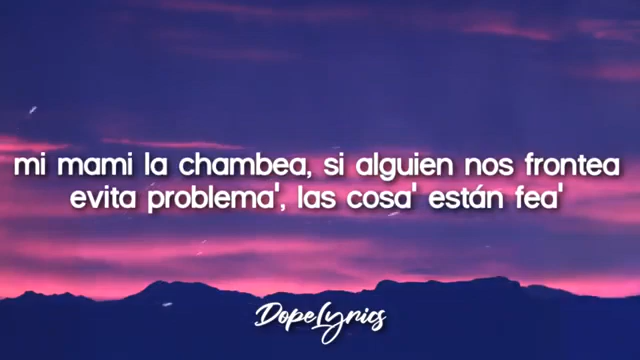 mi mami la chambea, si alguien nos frontea
evita problema', las cosa' están fea'
DopeLyrics